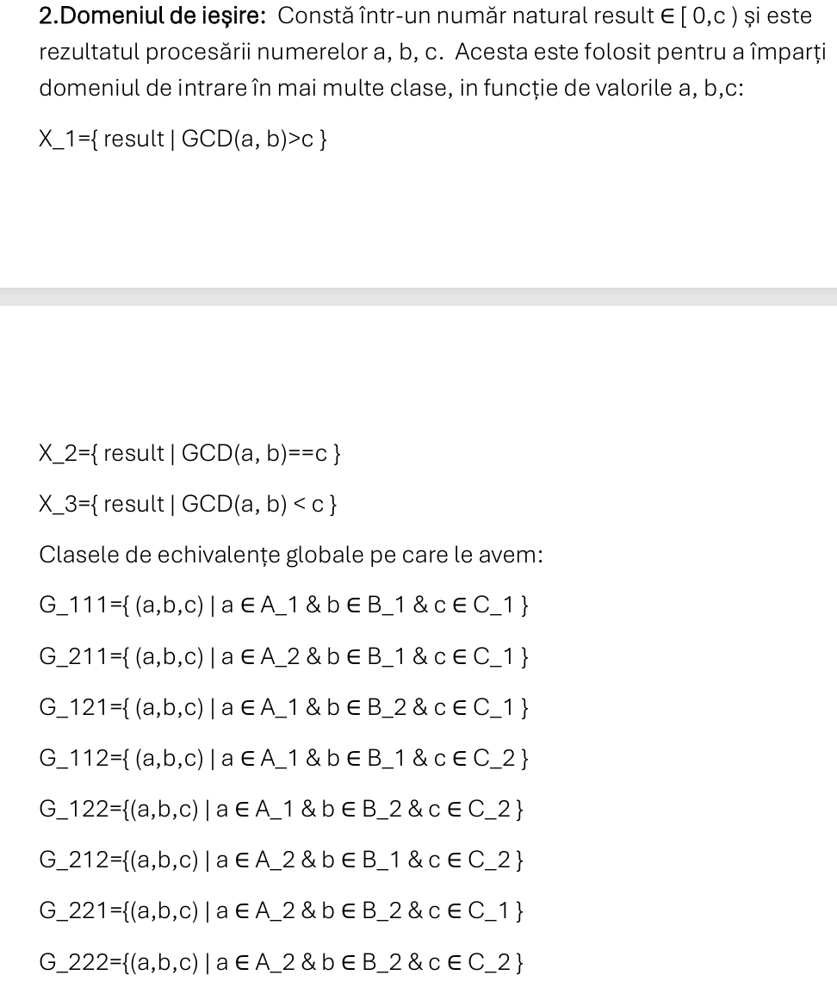 2.Domeniul de ieșire: Constă într-un număr natural result ∈ [ 0,c ) și este
rezultatul procesării numerelor a, b, c. Acesta este folosit pentru a împarți
domeniul de intrare în mai multe clase, in funcție de valorile a, b,c:
X_1={ result | GCD(a, b)>c }
X_2={ result | GCD(a, b)==c }
X_3={ result | GCD(a, b) < c }
Clasele de echivalențe globale pe care le avem:
G_111={ (a,b,c) | a ∈ A_1 & b ∈ B_1 & c ∈ C_1 }
G_211={ (a,b,c) | a ∈ A_2 & b ∈ B_1 & c ∈ C_1 }
G_121={ (a,b,c) | a ∈ A_1 & b ∈ B_2 & c ∈ C_1 }
G_112={ (a,b,c) | a ∈ A_1 & b ∈ B_1 & c ∈ C_2 }
G_122={(a,b,c) | a ∈ A_1 & b ∈ B_2 & c ∈ C_2 }
G_212={(a,b,c) | a ∈ A_2 & b ∈ B_1 & c ∈ C_2 }
G_221={(a,b,c) | a ∈ A_2 & b ∈ B_2 & c ∈ C_1 }
G_222={(a,b,c) | a ∈ A_2 & b ∈ B_2 & c ∈ C_2 }